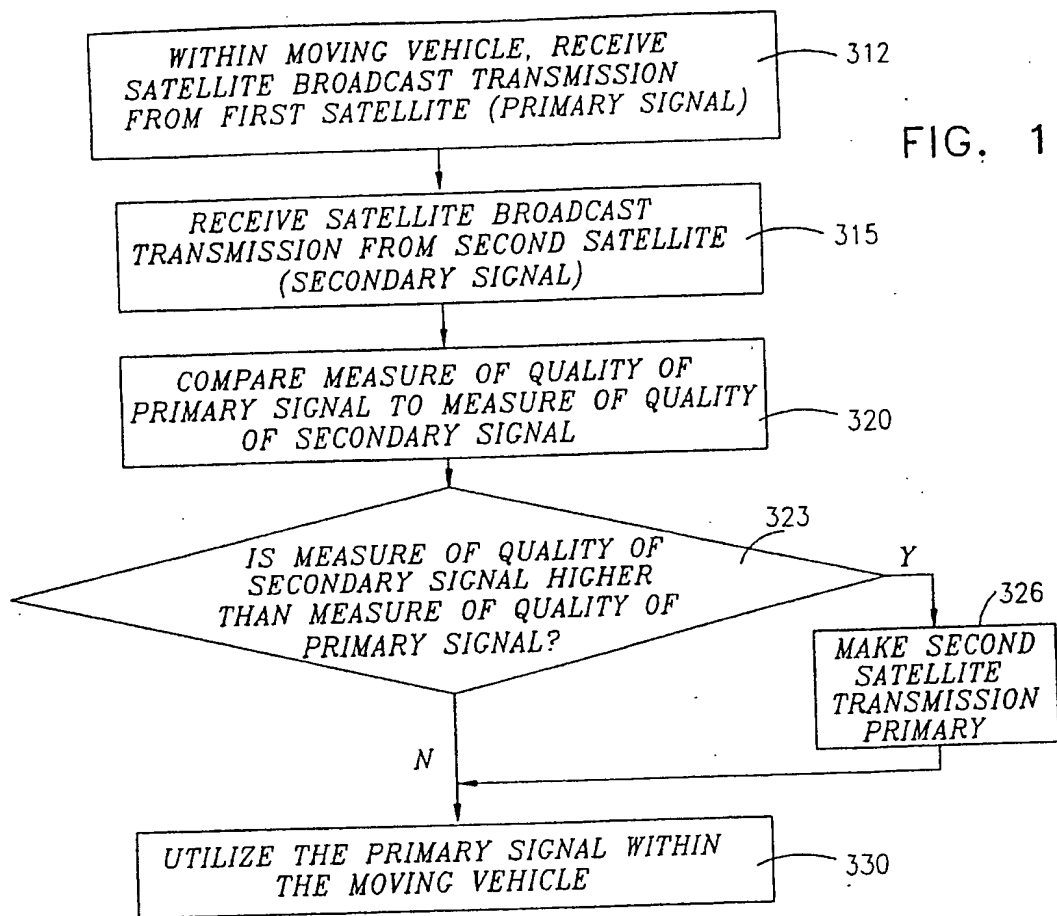 WITHIN MOVING VEHICLE, RECEIVE
SATELLITE BROADCAST TRANSMISSION
FROM FIRST SATELLITE (PRIMARY SIGNAL)
312
FIG. 1
RECEIVE SATELLITE BROADCAST
TRANSMISSION FROM SECOND SATELLITE
(SECONDARY SIGNAL)
315
COMPARE MEASURE OF QUALITY OF
PRIMARY SIGNAL TO MEASURE OF QUALITY
OF SECONDARY SIGNAL
320
IS MEASURE OF QUALITY OF
SECONDARY SIGNAL HIGHER
THAN MEASURE OF QUALITY OF
PRIMARY SIGNAL?
323
Y
326
MAKE SECOND
SATELLITE
TRANSMISSION
PRIMARY
N
UTILIZE THE PRIMARY SIGNAL WITHIN
THE MOVING VEHICLE
330